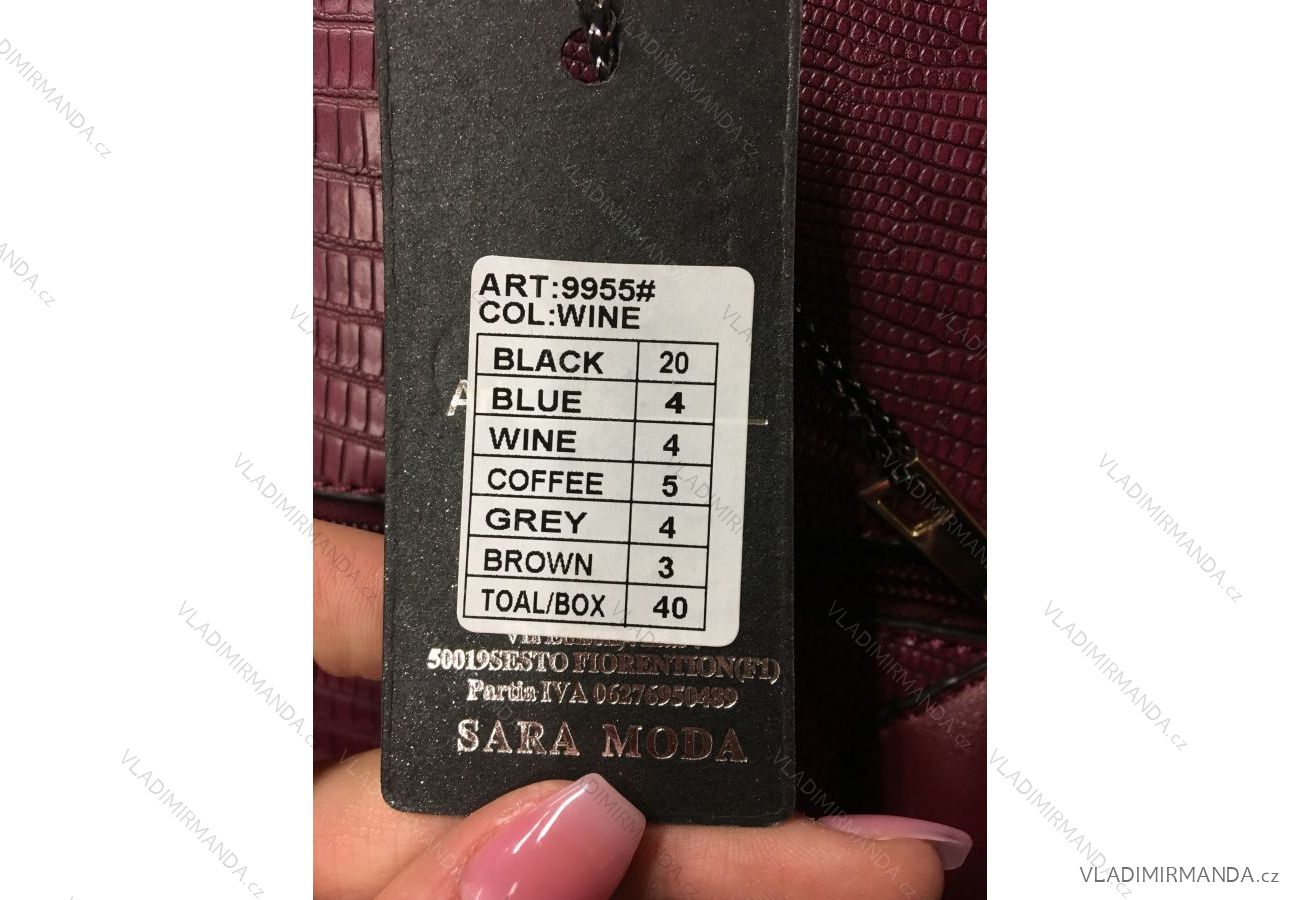 ART:9955#
COL:WINE
BLACK 20
BLUE 4
WINE 4
COFFEE 5
GREY 4
BROWN 3
TOAL/BOX 40
50019SESTO FIORENTION(F1)
Partia IVA 06276950489
SARA MODA
VLADIMIRMANDA.cz